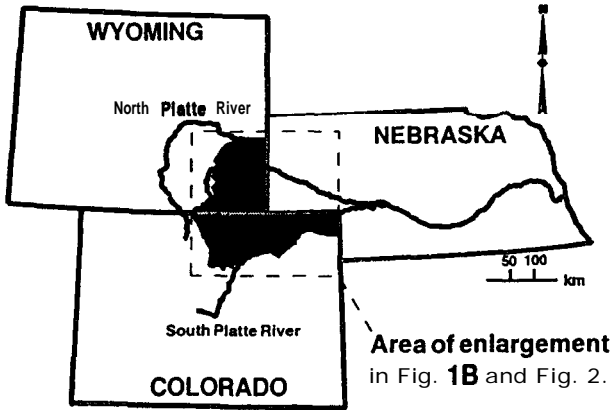 WYOMING
North Platte River
NEBRASKA
50 100
km
South Platte River
Area of enlargement
in Fig. 1B and Fig. 2.
COLORADO